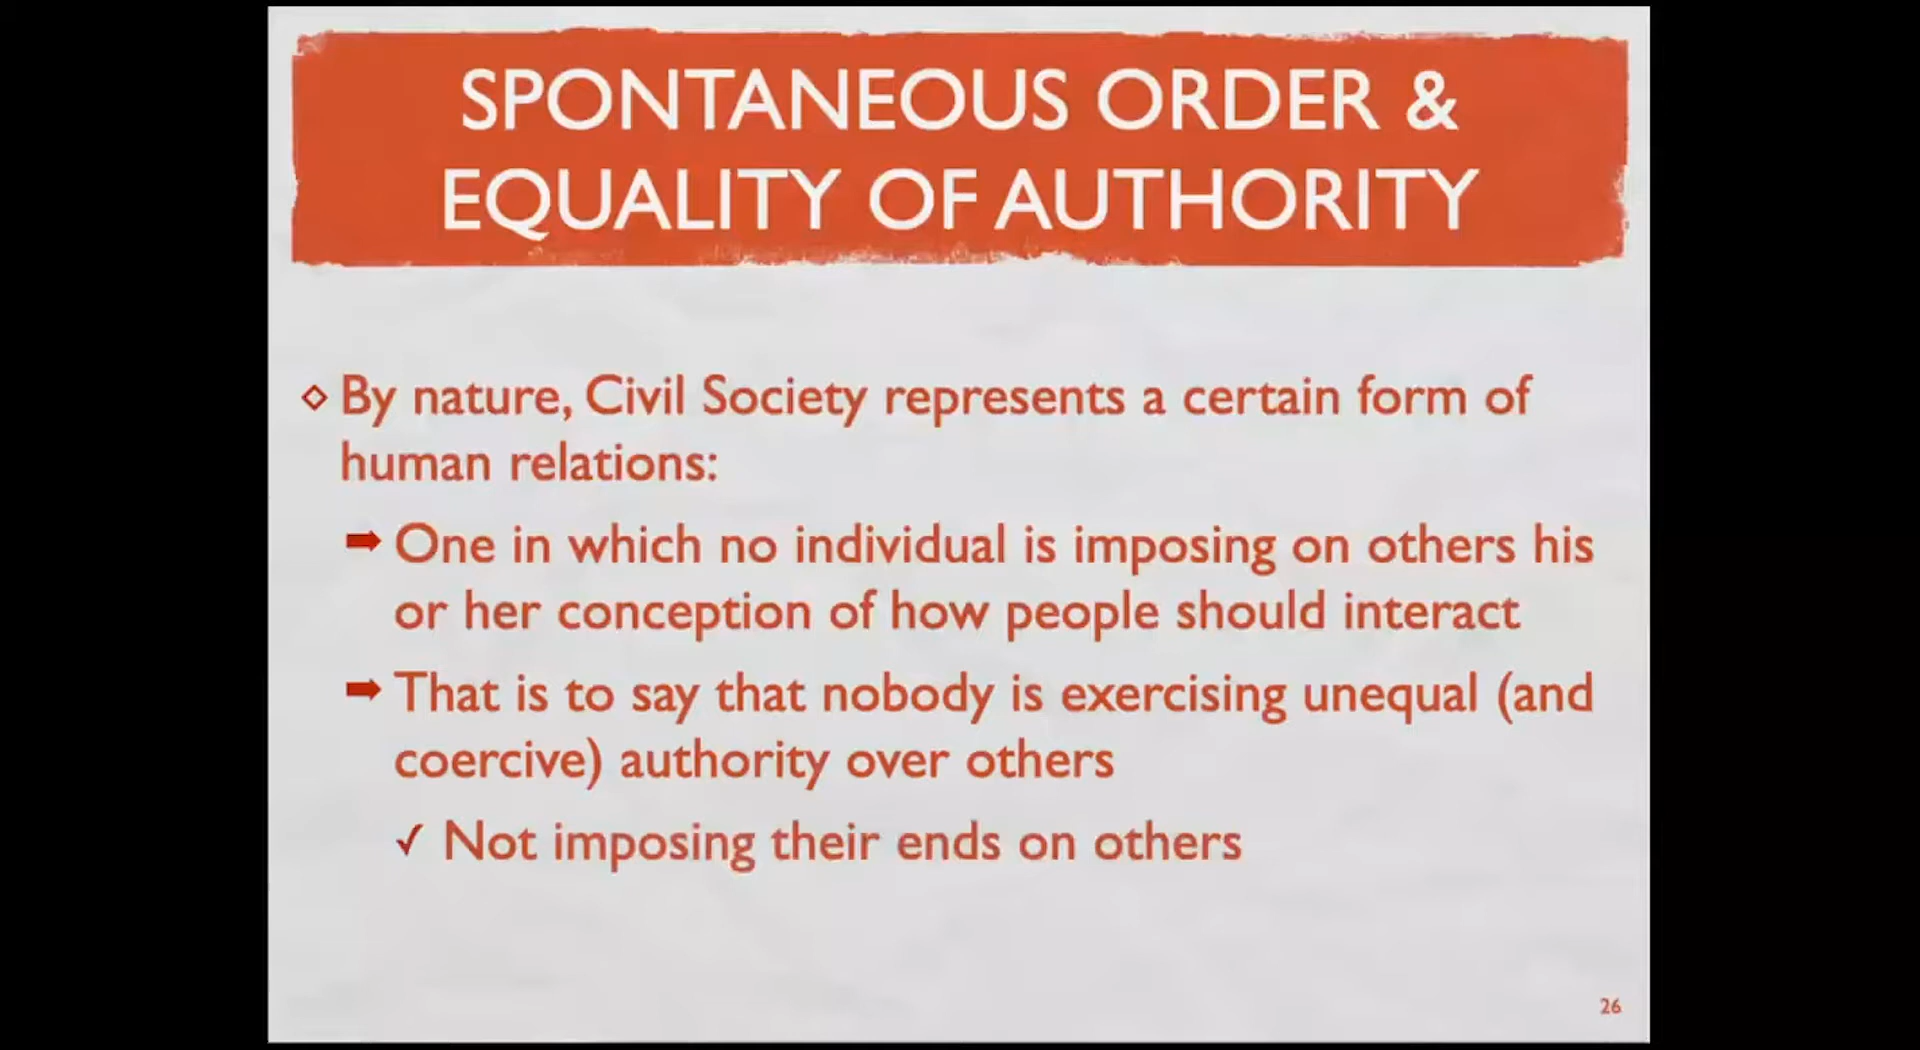 SPONTANEOUS ORDER &
EQUALITY OF AUTHORITY
By nature, Civil Society represents a certain form of
human relations:
One in which no individual is imposing on others his
or her conception of how people should interact
That is to say that nobody is exercising unequal (and
coercive) authority over others
✓ Not imposing their ends on others
26